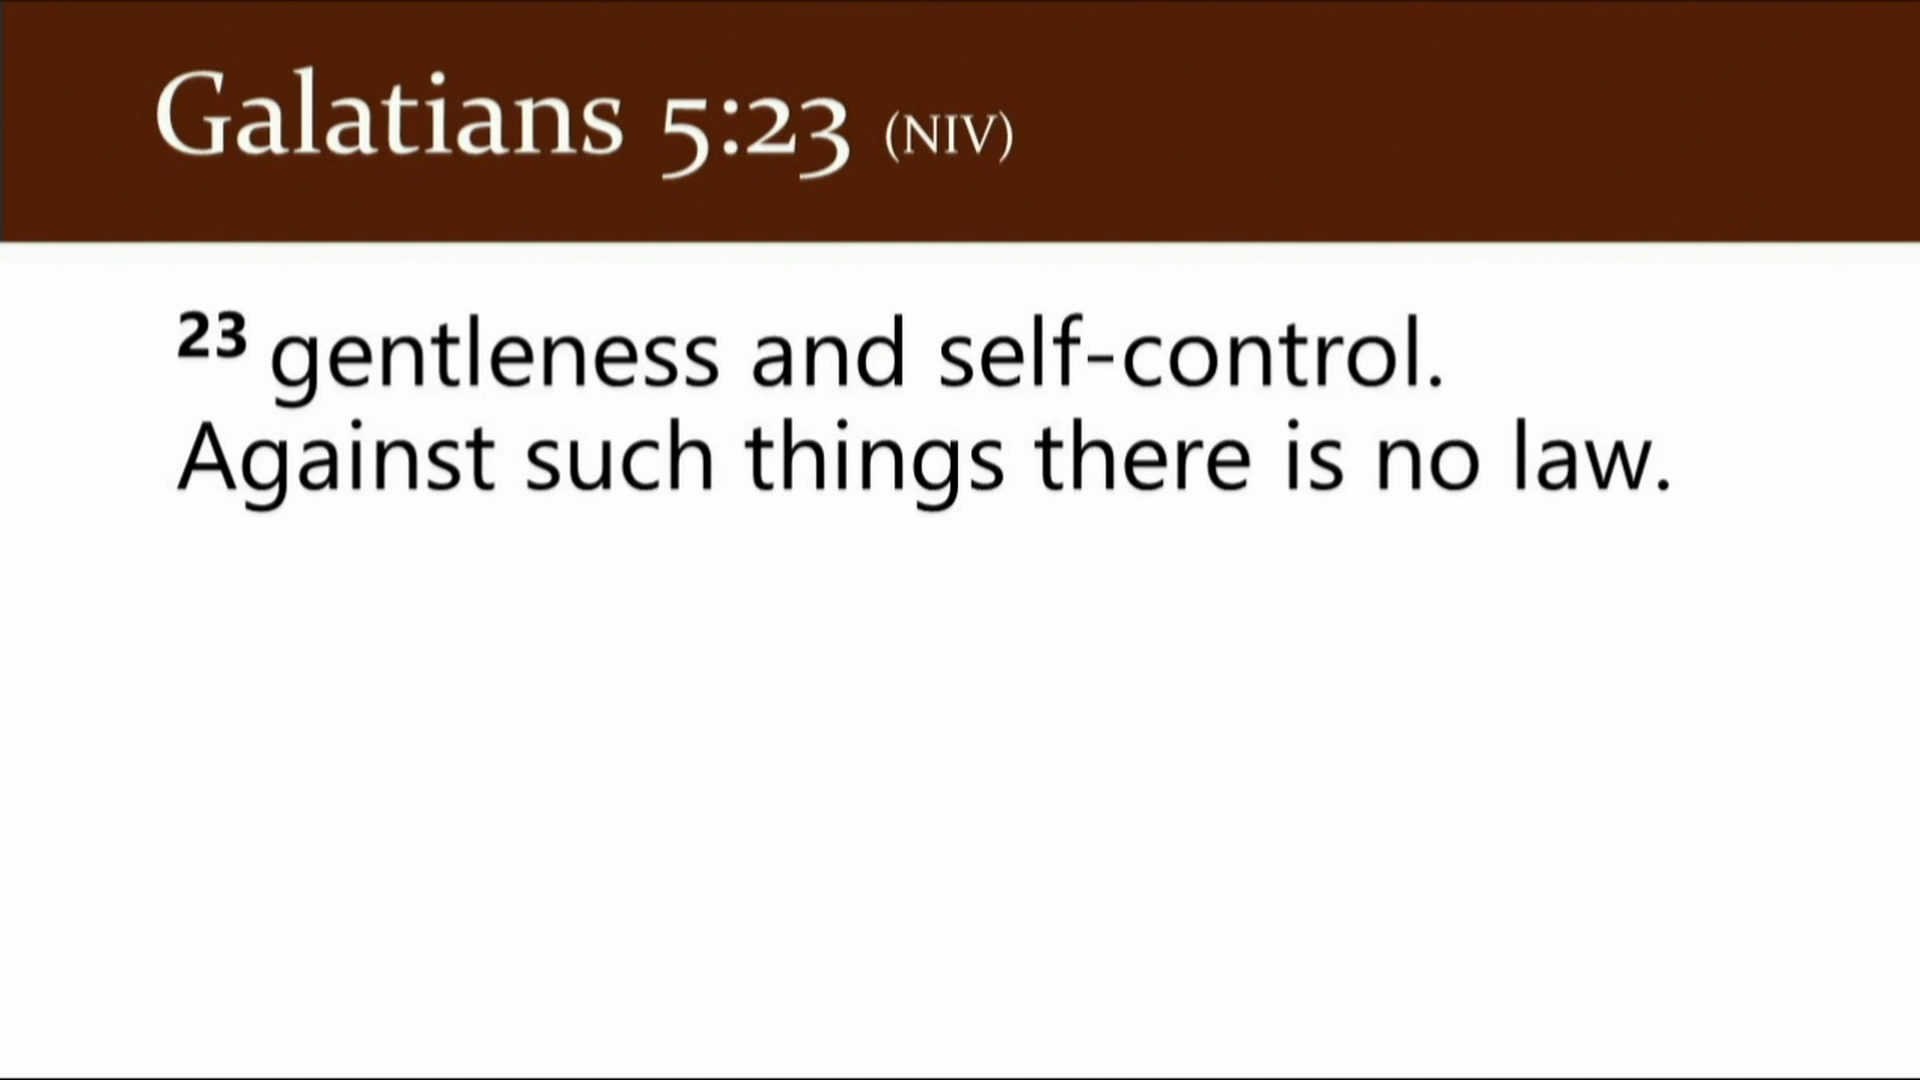 Galatians 5:23 (NIV)
23 gentleness and self-control.
Against such things there is no law.